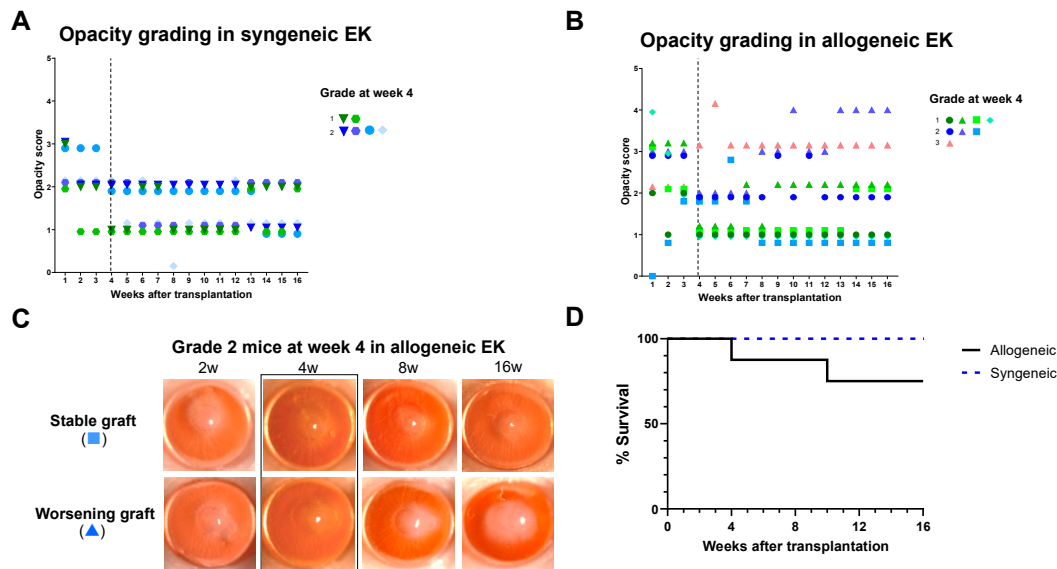 A
Opacity grading in syngeneic EK
Opacity score
5
4
3
2
1
0
1 2 3 4 5 6 7 8 9 10 11 12 13 14 15 16
Weeks after transplantation
Grade at week 4
1
2
B
Opacity grading in allogeneic EK
Opacity score
5
4
3
2
1
0
1 2 3 4 5 6 7 8 9 10 11 12 13 14 15 16
Weeks after transplantation
Grade at week 4
1
2
3
C
Grade 2 mice at week 4 in allogeneic EK
2w 4w 8w 16w
Stable graft
( )
Worsening graft
( )
D
% Survival
100
50
0
0 4 8 12 16
Weeks after transplantation
Allogeneic
Syngeneic